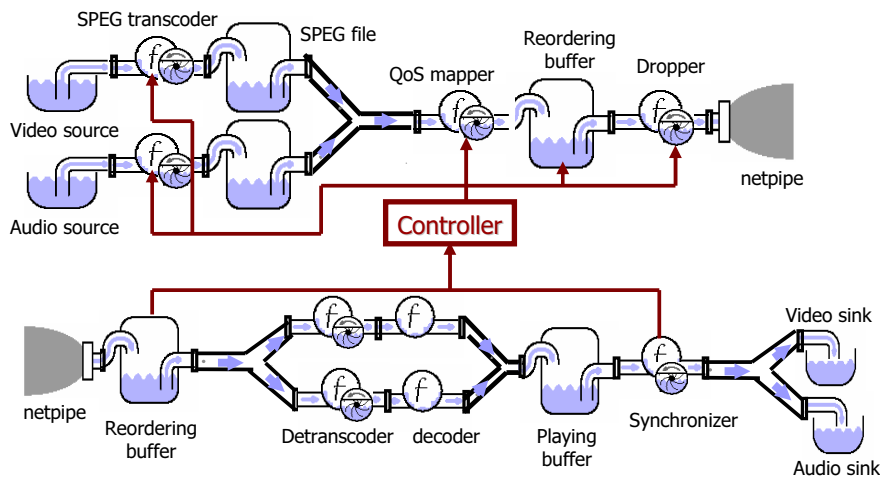 SPEG transcoder
SPEG file
Video source
Audio source
QoS mapper
Reordering
buffer
Dropper
netpipe
Controller
netpipe
Reordering
buffer
Detranscoder
decoder
Playing
buffer
Synchronizer
Video sink
Audio sink
f
f
f
f
f
f
f
f
f